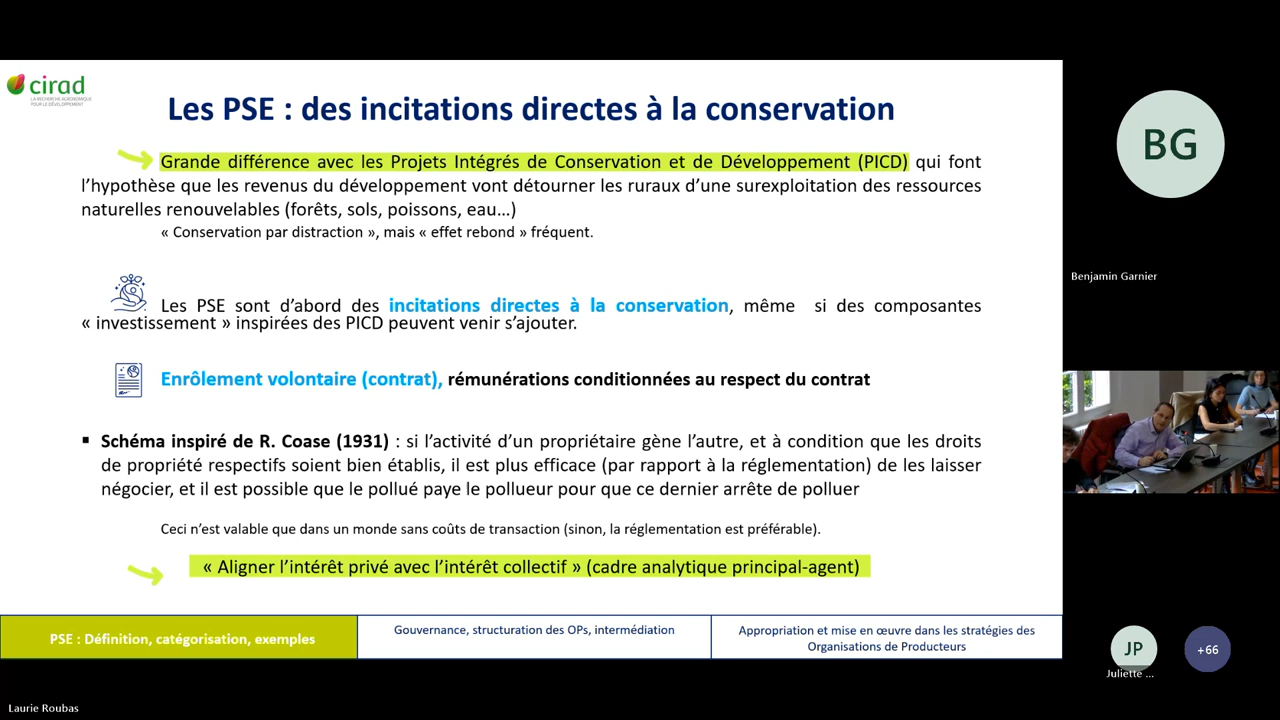 cirad
LA RECHERCHE AGRONOMIQUE
POUR LE DÉVELOPPEMENT
Les PSE : des incitations directes à la conservation
Grande différence avec les Projets Intégrés de Conservation et de Développement (PICD) qui font
l’hypothèse que les revenus du développement vont détourner les ruraux d’une surexploitation des ressources
naturelles renouvelables (forêts, sols, poissons, eau…)
« Conservation par distraction », mais « effet rebond » fréquent.
Les PSE sont d’abord des incitations directes à la conservation, même si des composantes
« investissement » inspirées des PICD peuvent venir s’ajouter.
Enrôlement volontaire (contrat), rémunérations conditionnées au respect du contrat
▪ Schéma inspiré de R. Coase (1931) : si l’activité d’un propriétaire gène l’autre, et à condition que les droits
de propriété respectifs soient bien établis, il est plus efficace (par rapport à la réglementation) de les laisser
négocier, et il est possible que le pollué paye le pollueur pour que ce dernier arrête de polluer
Ceci n’est valable que dans un monde sans coûts de transaction (sinon, la réglementation est préférable).
« Aligner l’intérêt privé avec l’intérêt collectif » (cadre analytique principal-agent)
PSE : Définition, catégorisation, exemples
Gouvernance, structuration des OPs, intermédiation
Appropriation et mise en œuvre dans les stratégies des
Organisations de Producteurs
BG
Benjamin Garnier
JP
Juliette ...
+66
Laurie Roubas